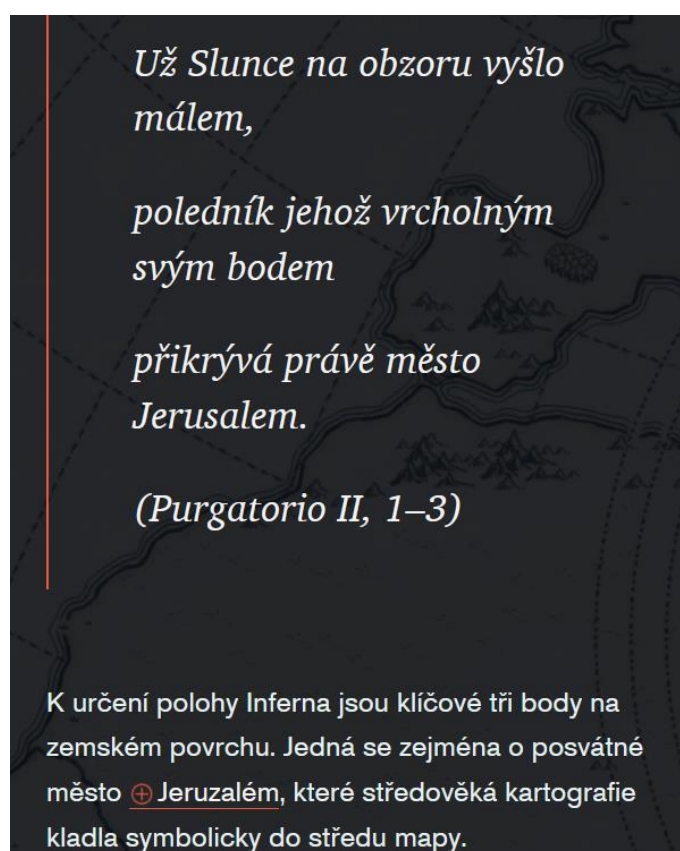 Už Slunce na obzoru vyšlo
málem,
poledník jehož vrcholným
svým bodem
přikrývá právě město
Jerusalem.
(Purgatorio II, 1–3)
K určení polohy Inferna jsou klíčové tři body na
zemském povrchu. Jedná se zejména o posvátné
město Jeruzalém, které středověká kartografie
kladla symbolicky do středu mapy.